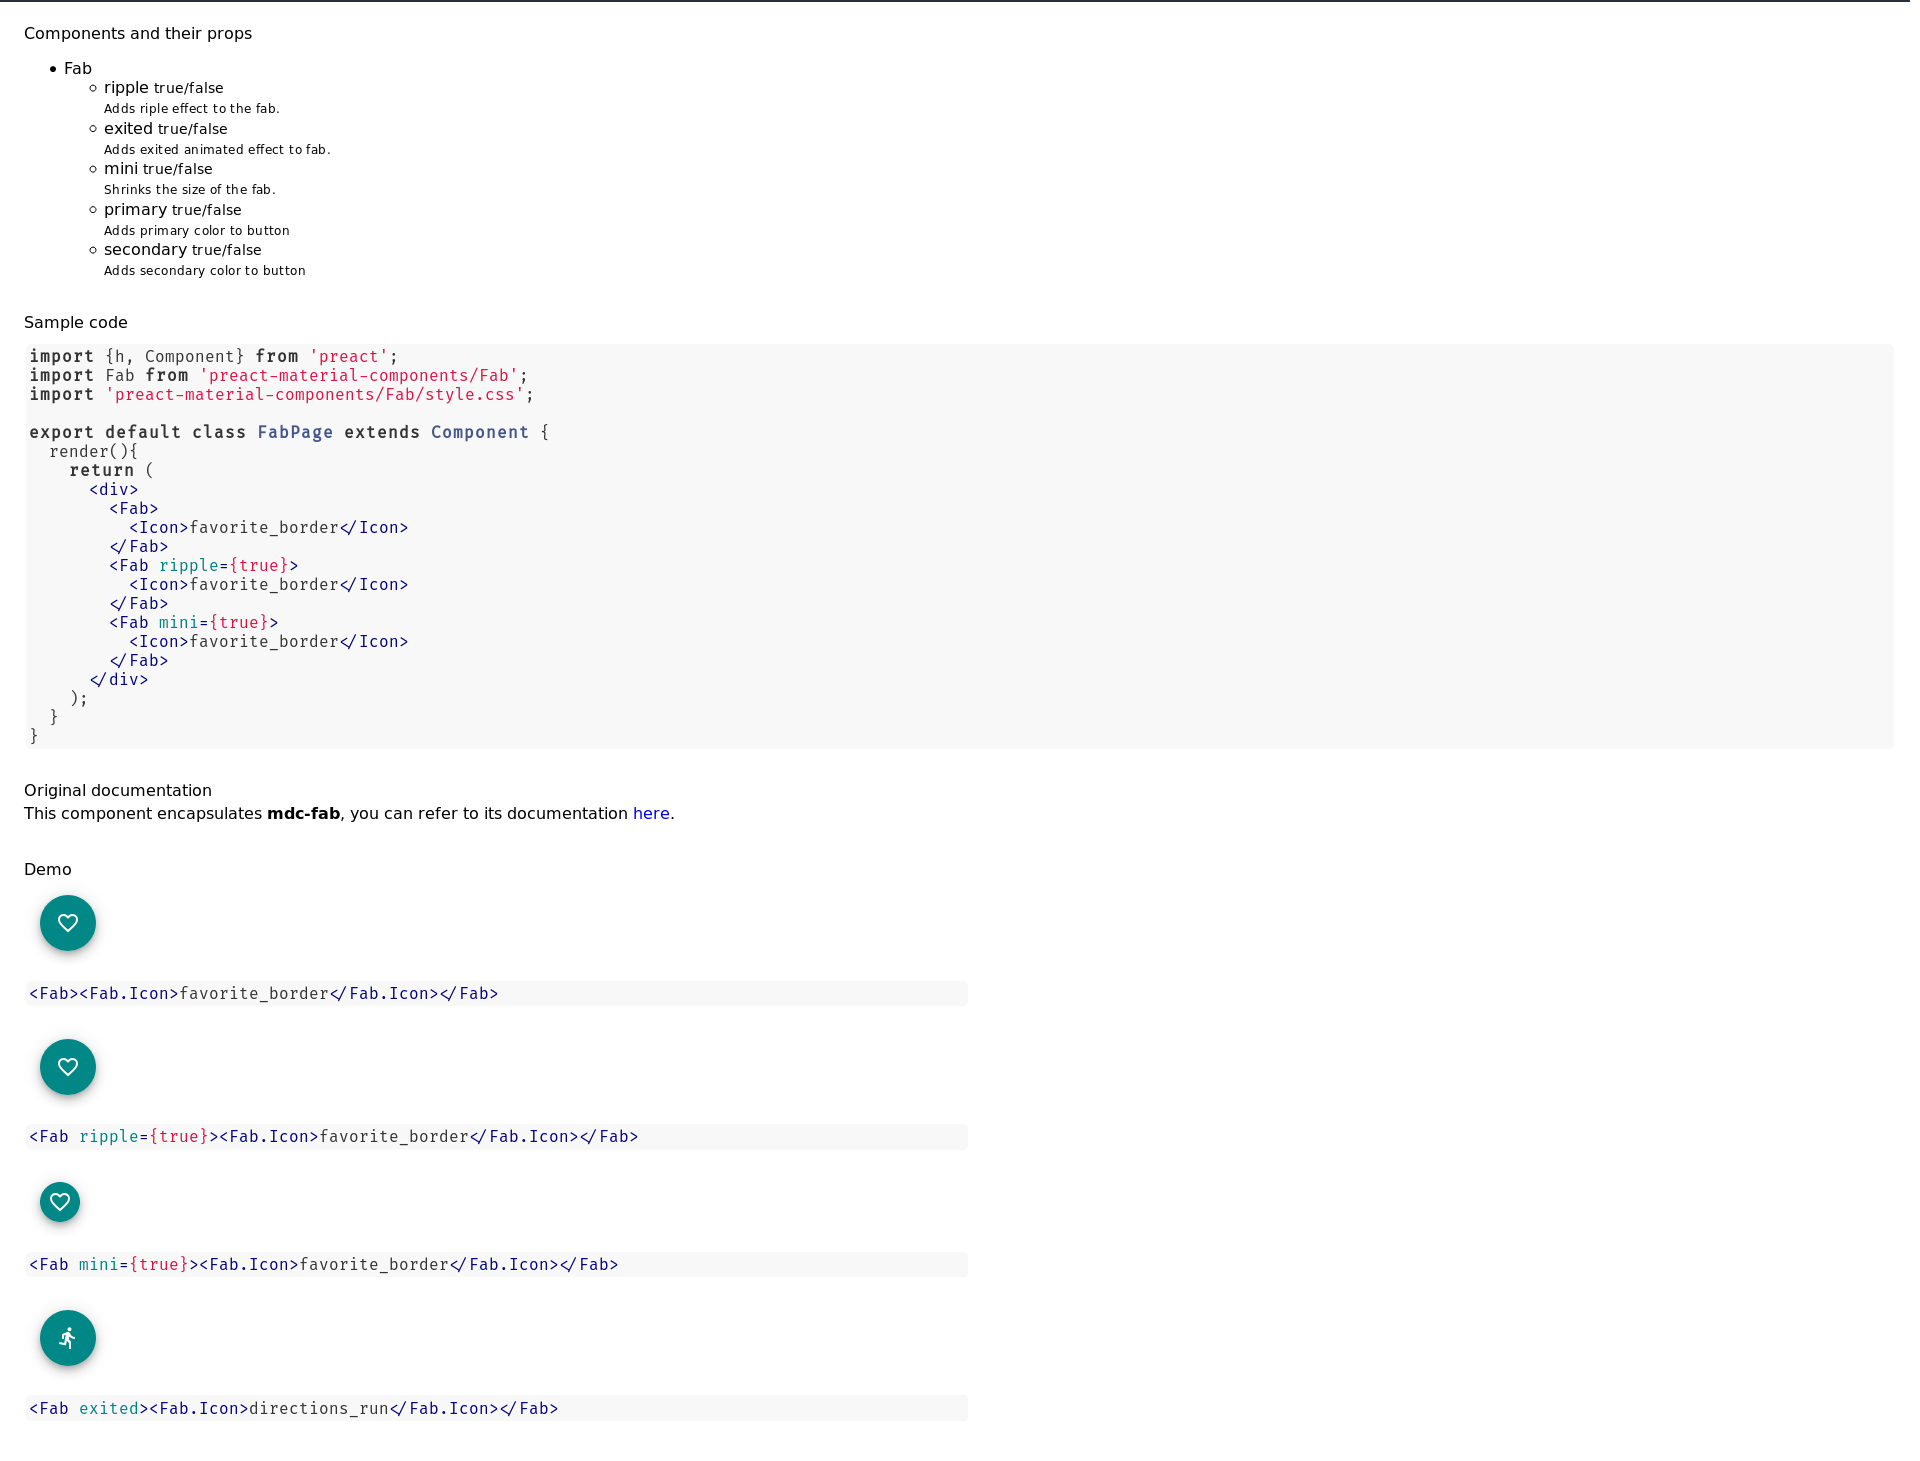 Components and their props
Fab
ripple true/false
Adds riple effect to the fab.
exited true/false
Adds exited animated effect to fab.
mini true/false
Shrinks the size of the fab.
primary true/false
Adds primary color to button
secondary true/false
Adds secondary color to button
Sample code
import {h, Component} from 'preact';
import Fab from 'preact-material-components/Fab';
import 'preact-material-components/Fab/style.css';
export default class FabPage extends Component {
  render(){
    return (
      <div>
        <Fab>
          <Icon>favorite_border</Icon>
        </Fab>
        <Fab ripple={true}>
          <Icon>favorite_border</Icon>
        </Fab>
        <Fab mini={true}>
          <Icon>favorite_border</Icon>
        </Fab>
      </div>
    );
  }
}
Original documentation
This component encapsulates mdc-fab, you can refer to its documentation here.
Demo
<Fab><Fab.Icon>favorite_border</Fab.Icon></Fab>
<Fab ripple={true}><Fab.Icon>favorite_border</Fab.Icon></Fab>
<Fab mini={true}><Fab.Icon>favorite_border</Fab.Icon></Fab>
<Fab exited><Fab.Icon>directions_run</Fab.Icon></Fab>